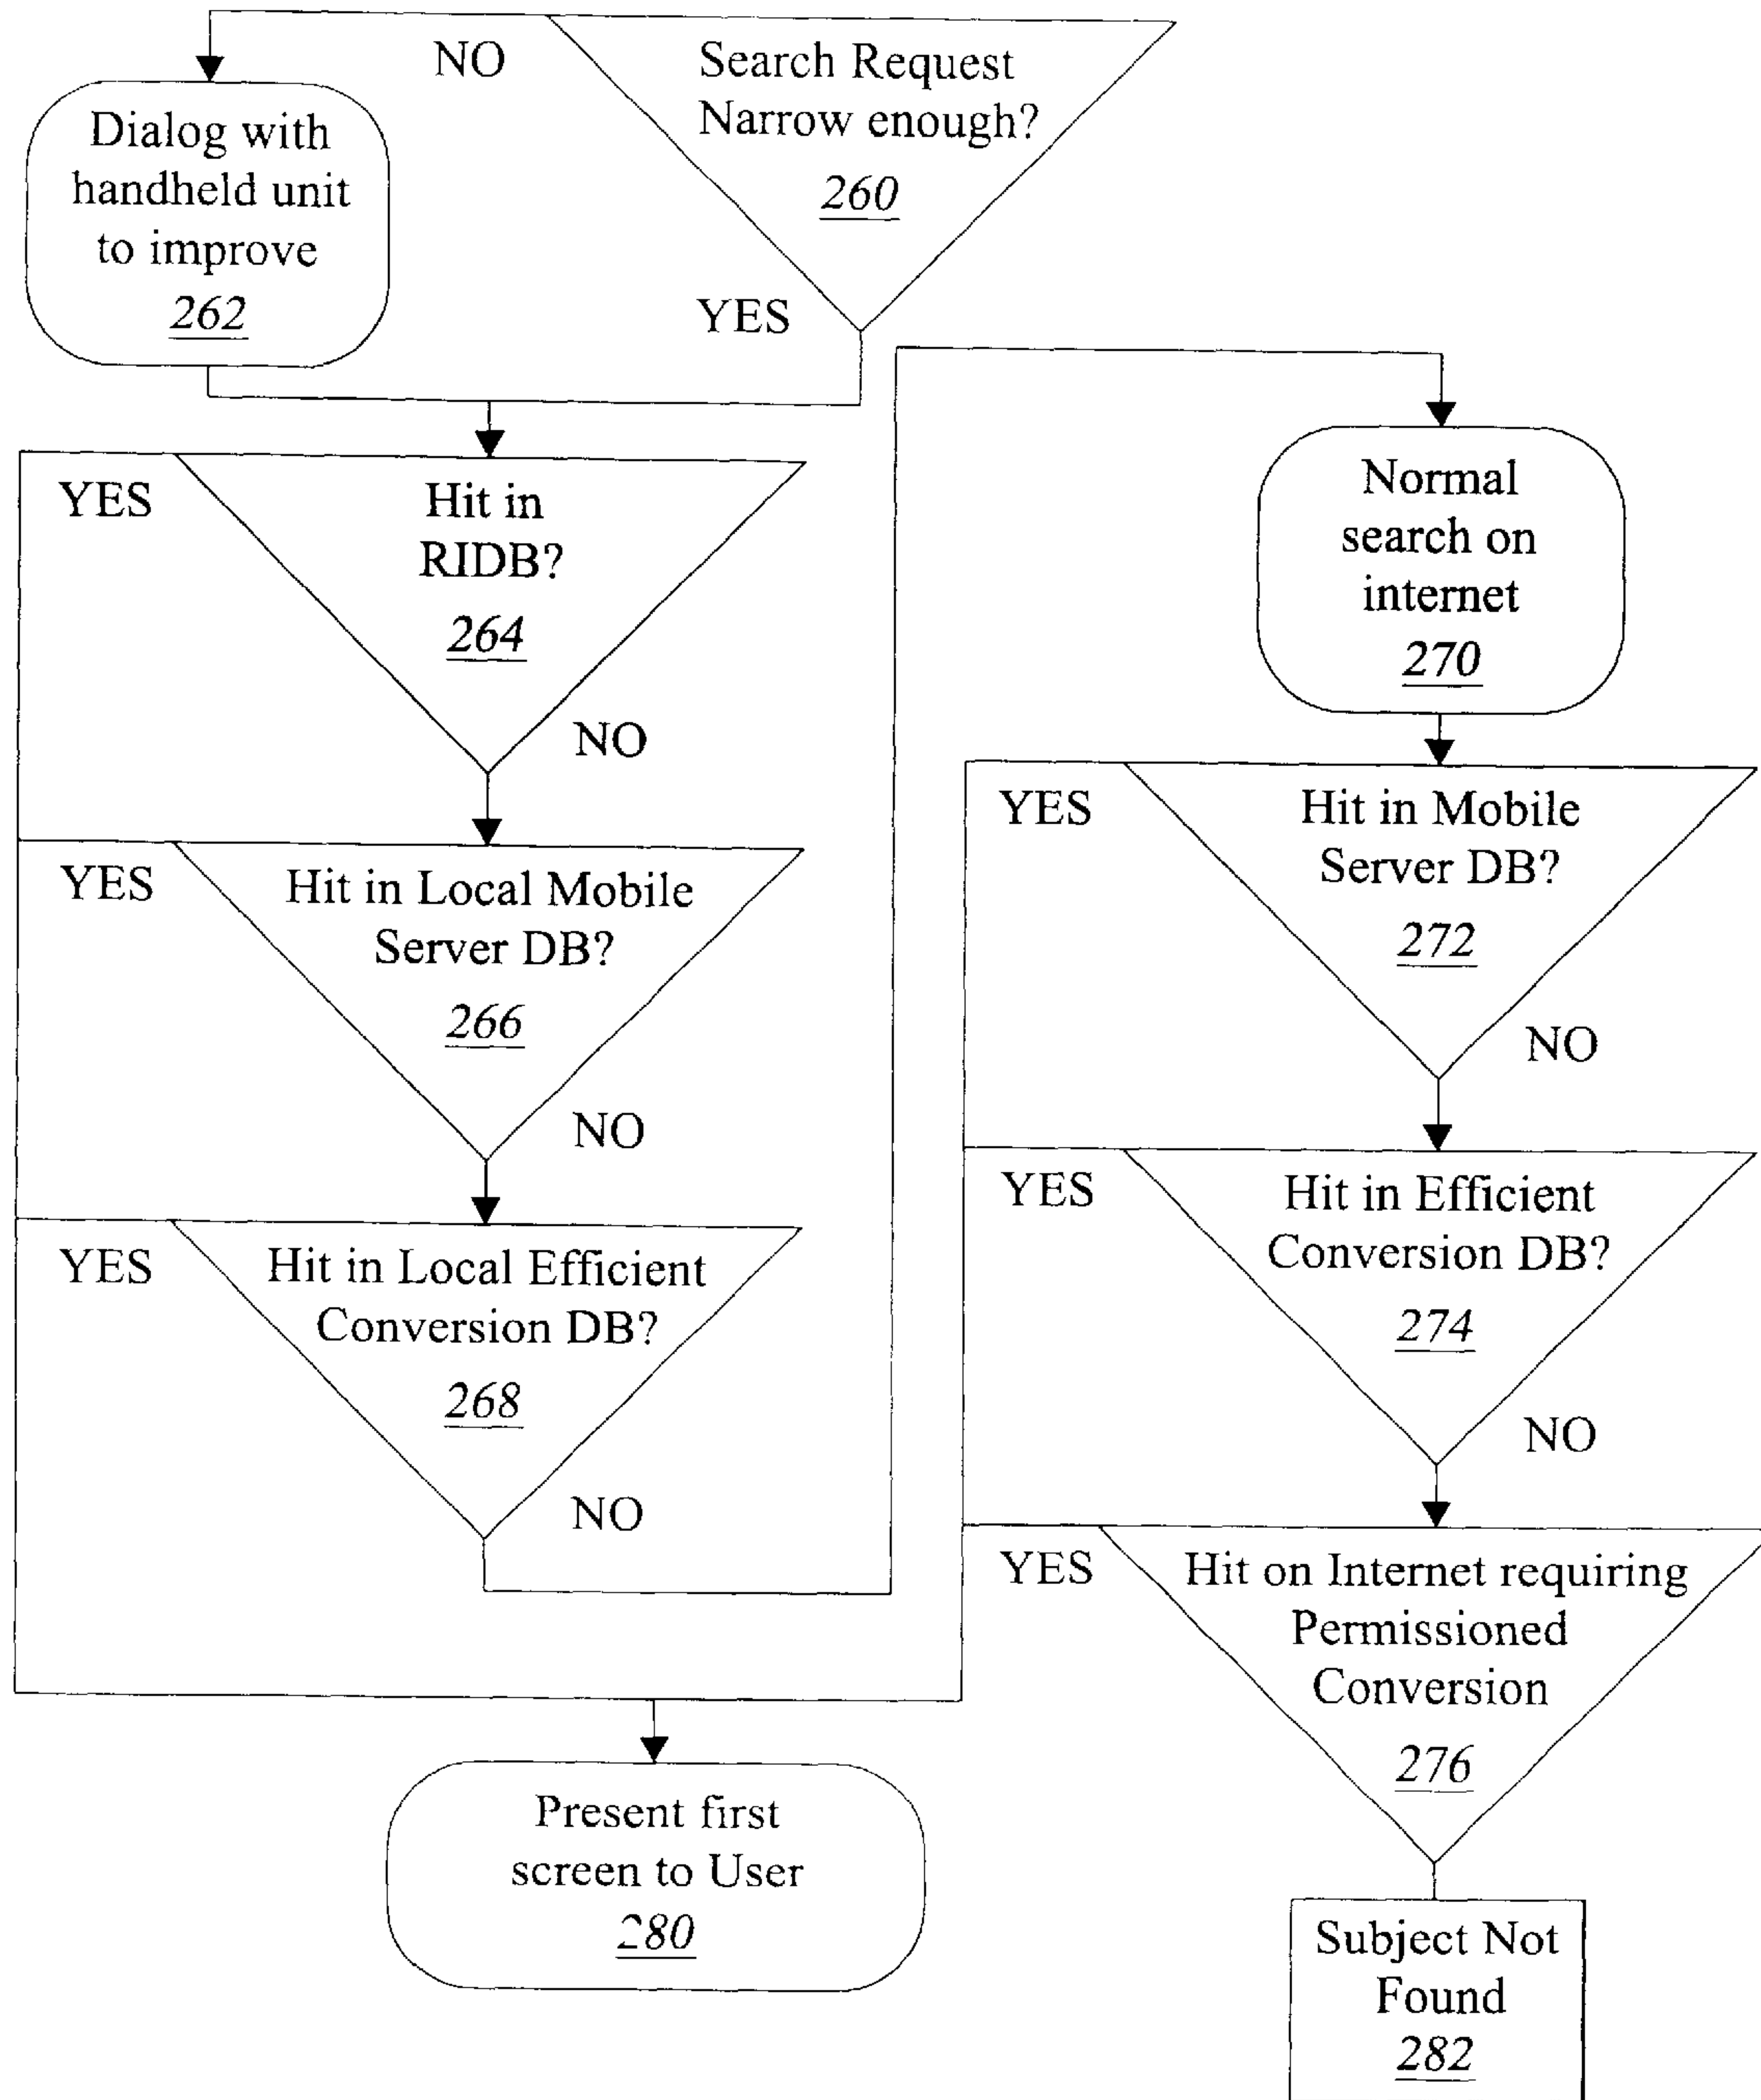 NO
Search Request
Narrow enough?
260
YES
Dialog with
handheld unit
to improve
262
YES
Hit in
RIDB?
264
NO
YES
Hit in Local Mobile
Server DB?
266
NO
YES
Hit in Local Efficient
Conversion DB?
268
NO
Normal
search on
internet
270
YES
Hit in Mobile
Server DB?
272
NO
YES
Hit in Efficient
Conversion DB?
274
NO
YES
Hit on Internet requiring
Permissioned
Conversion
276
Present first
screen to User
280
Subject Not
Found
282